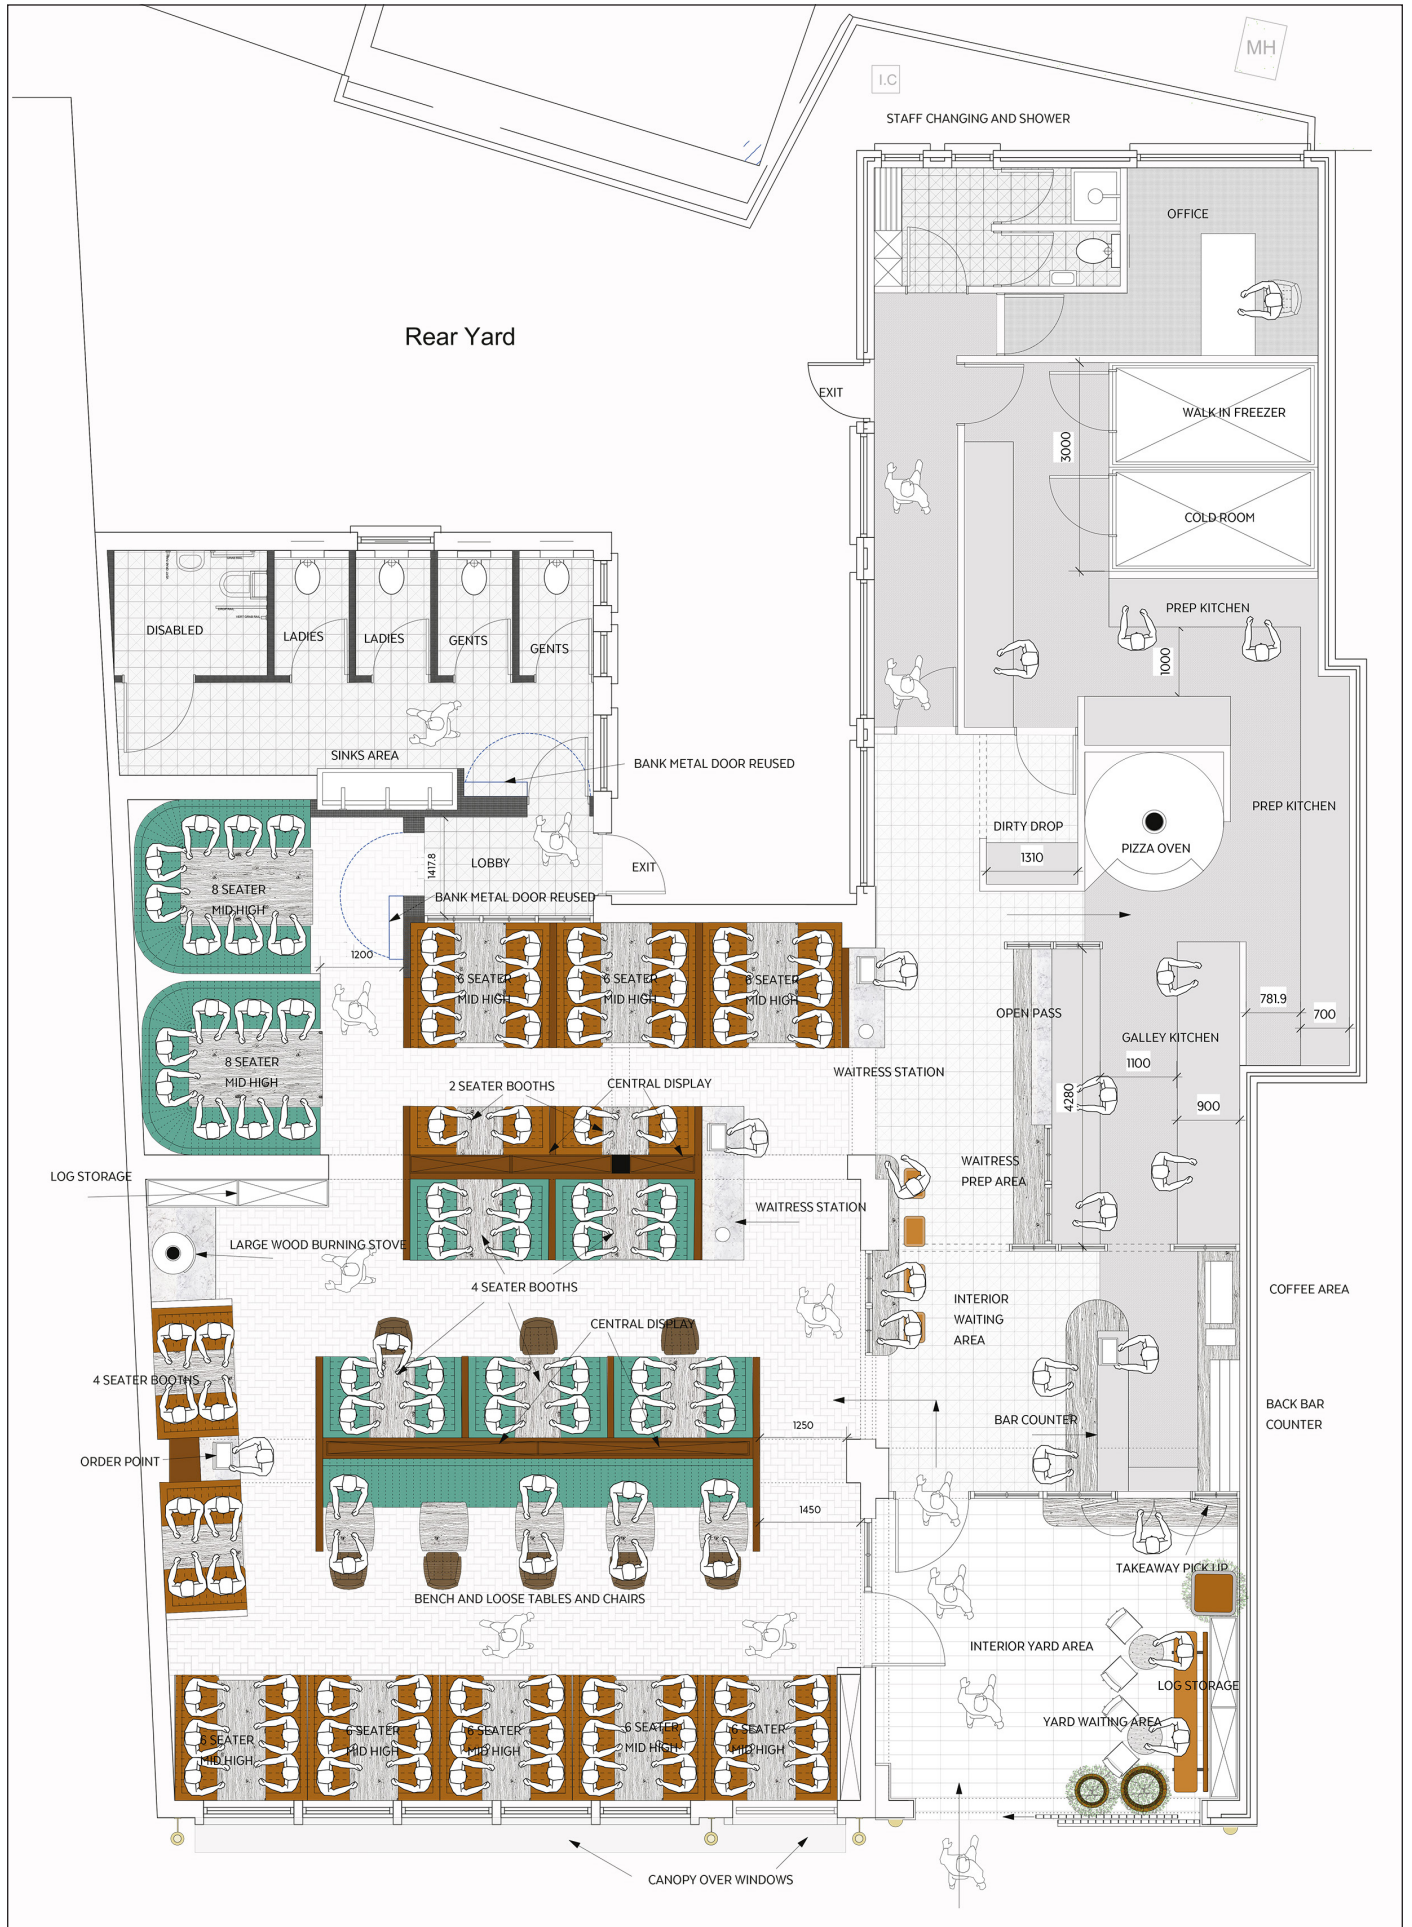 MH
I.C
STAFF CHANGING AND SHOWER
OFFICE
Rear Yard
EXIT
WALK IN FREEZER
3000
COLD ROOM
PREP KITCHEN
1000
DISABLED
LADIES
LADIES
GENTS
GENTS
SINKS AREA
BANK METAL DOOR REUSED
PREP KITCHEN
DIRTY DROP
1310
PIZZA OVEN
LOBBY
1417.8
EXIT
BANK METAL DOOR REUSED
8 SEATER
MID HIGH
1200
6 SEATER
MID HIGH
6 SEATER
MID HIGH
6 SEATER
MID HIGH
781.9
700
OPEN PASS
GALLEY KITCHEN
1100
4280
900
8 SEATER
MID HIGH
WAITRESS STATION
2 SEATER BOOTHS
CENTRAL DISPLAY
WAITRESS
PREP AREA
LOG STORAGE
WAITRESS STATION
LARGE WOOD BURNING STOVE
4 SEATER BOOTHS
COFFEE AREA
INTERIOR
WAITING
AREA
CENTRAL DISPLAY
4 SEATER BOOTHS
BACK BAR
COUNTER
BAR COUNTER
1250
ORDER POINT
1450
TAKEAWAY PICK UP
BENCH AND LOOSE TABLES AND CHAIRS
INTERIOR YARD AREA
LOG STORAGE
YARD WAITING AREA
6 SEATER
MID HIGH
6 SEATER
MID HIGH
6 SEATER
MID HIGH
6 SEATER
MID HIGH
6 SEATER
MID HIGH
CANOPY OVER WINDOWS